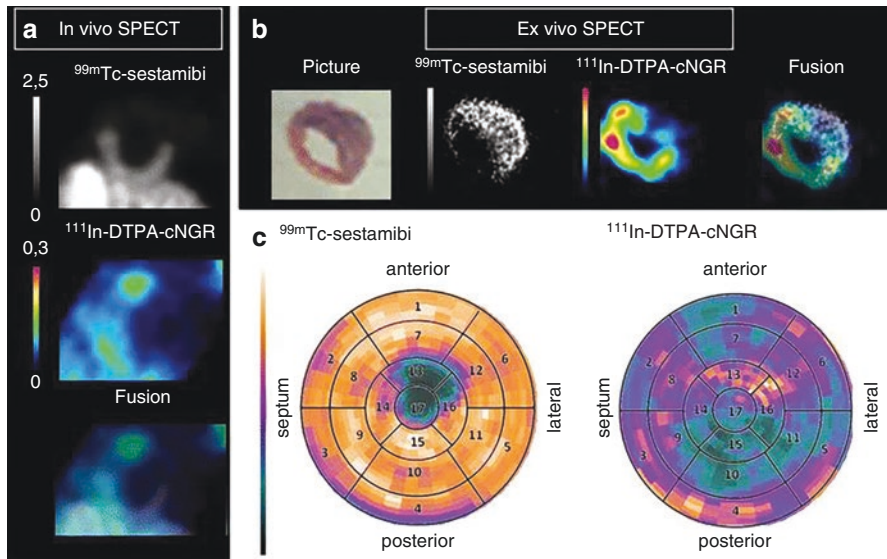 a In vivo SPECT
99mTc-sestamibi
2,5
0
111In-DTPA-cNGR
0,3
0
Fusion
b Ex vivo SPECT
Picture 99mTc-sestamibi 111In-DTPA-cNGR Fusion
c 99mTc-sestamibi
anterior
septum
lateral
posterior
1
7
2
6
13
8
12
14
17
16
9
15
11
3
5
10
4
111In-DTPA-cNGR
anterior
septum
lateral
posterior
1
7
2
6
13
8
12
14
17
16
9
15
11
3
5
10
4